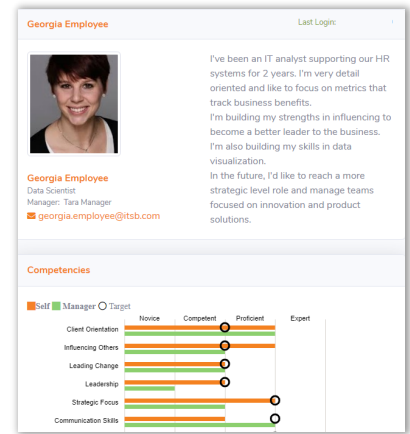 Georgia Employee
Last Login:
I've been an IT analyst supporting our HR
systems for 2 years. I'm very detail
oriented and like to focus on metrics that
track business benefits.
I'm building my strengths in influencing to
become a better leader to the business.
I'm also building my skills in data
visualization.
In the future, I'd like to reach a more
strategic level role and manage teams
focused on innovation and product
solutions.
Georgia Employee
Data Scientist
Manager: Tara Manager
georgia.employee@itsb.com
Competencies
Self Manager Target
Novice Competent Proficient Expert
Client Orientation
Influencing Others
Leading Change
Leadership
Strategic Focus
Communication Skills